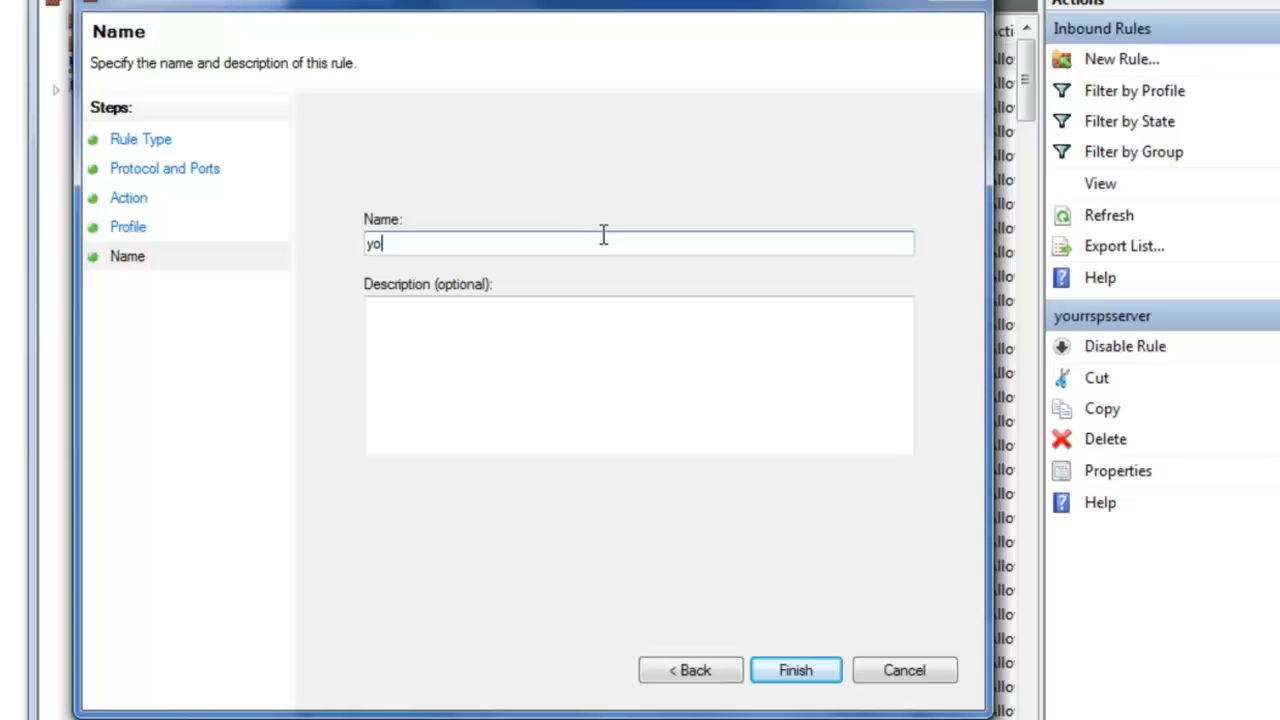 Name
Specify the name and description of this rule.
Steps:
Rule Type
Protocol and Ports
Action
Profile
Name
Name:
yo
Description (optional):
< Back
Finish
Cancel
Actions
Inbound Rules
New Rule...
Filter by Profile
Filter by State
Filter by Group
View
Refresh
Export List...
Help
yourrspsserver
Disable Rule
Cut
Copy
Delete
Properties
Help